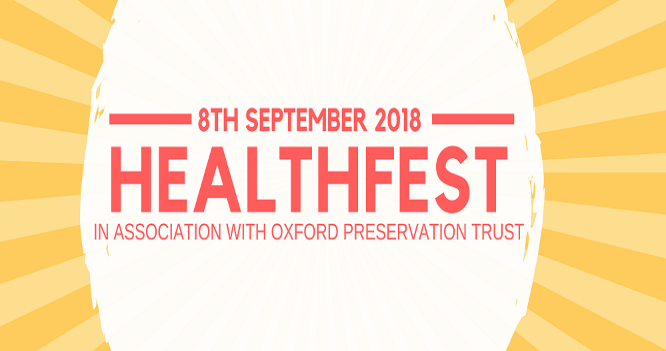 8TH SEPTEMBER 2018
HEALTHFEST
IN ASSOCIATION WITH OXFORD PRESERVATION TRUST